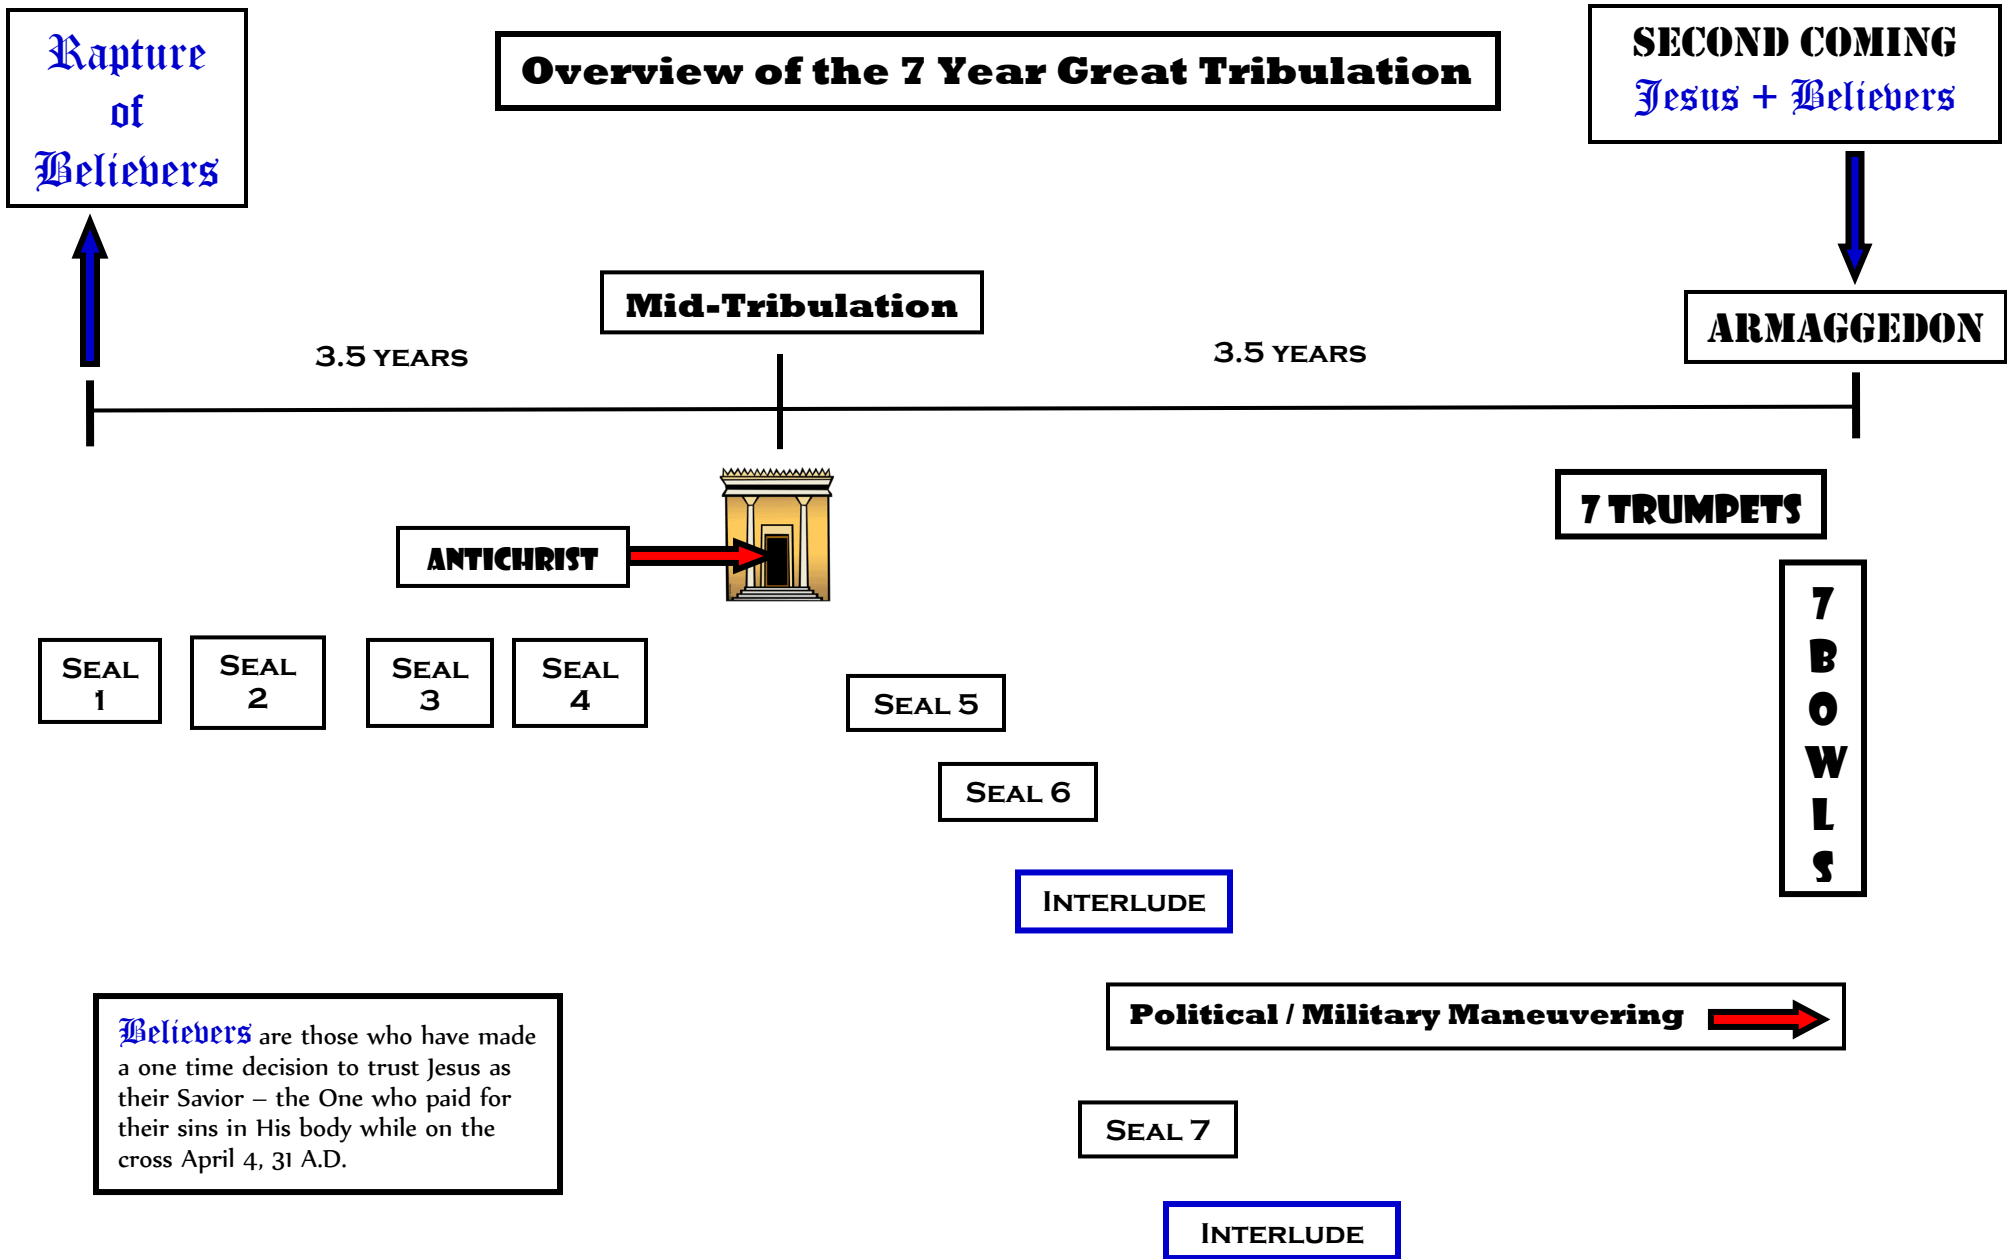 Rapture
of
Believers
Overview of the 7 Year Great Tribulation
SECOND COMING
Jesus + Believers
Mid-Tribulation
ARMAGGEDON
3.5 YEARS
3.5 YEARS
7 TRUMPETS
ANTICHRIST
7
B
O
W
L
S
SEAL
1
SEAL
2
SEAL
3
SEAL
4
SEAL 5
SEAL 6
INTERLUDE
Political / Military Maneuvering
Believers are those who have made
a one time decision to trust Jesus as
their Savior – the One who paid for
their sins in His body while on the
cross April 4, 31 A.D.
SEAL 7
INTERLUDE